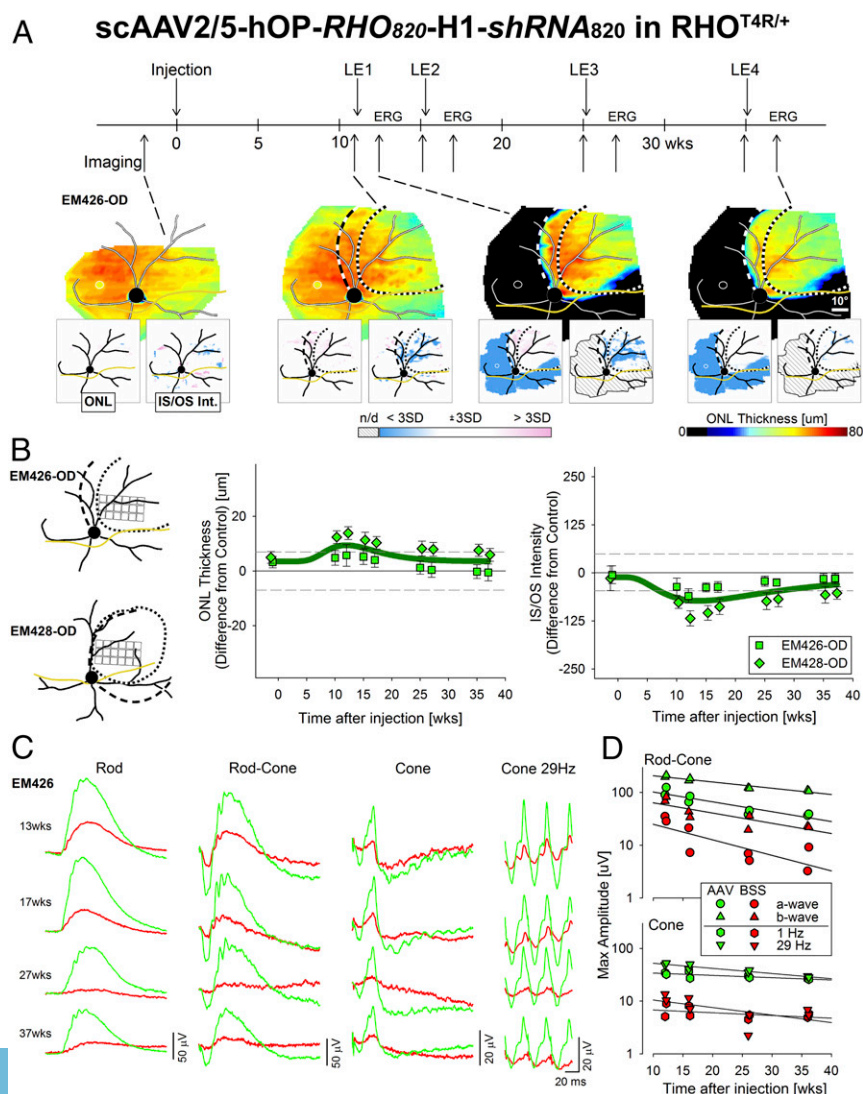 A
scAAV2/5-hOP-RHO820-H1-shRNA820 in RHOT4R/+
Injection LE1 LE2 LE3 LE4
ERG ERG ERG ERG
0 5 10 20 30 wks
Imaging
EM426-OD
10°
ONL IS/OS Int.
n/d < 3SD ±3SD > 3SD
ONL Thickness [um]
0 80
B
EM426-OD
EM428-OD
ONL Thickness
(Difference from Control) [um]
20
0
-20
0 5 10 15 20 25 30 35 40
Time after injection [wks]
IS/OS Intensity
(Difference from Control)
-250
-125
0
-125
-250
EM426-OD
EM428-OD
0 5 10 15 20 25 30 35 40
Time after injection [wks]
C
EM426
Rod Rod-Cone Cone Cone 29Hz
13wks
17wks
27wks
37wks
50 µV
50 µV
20 µV
20 µV
20 ms
D
Rod-Cone
100
10
1
AAV BSS
a-wave
b-wave
1 Hz
29 Hz
Cone
100
10
1
Max Amplitude [uV]
10 15 20 25 30 35 40
Time after injection [wks]